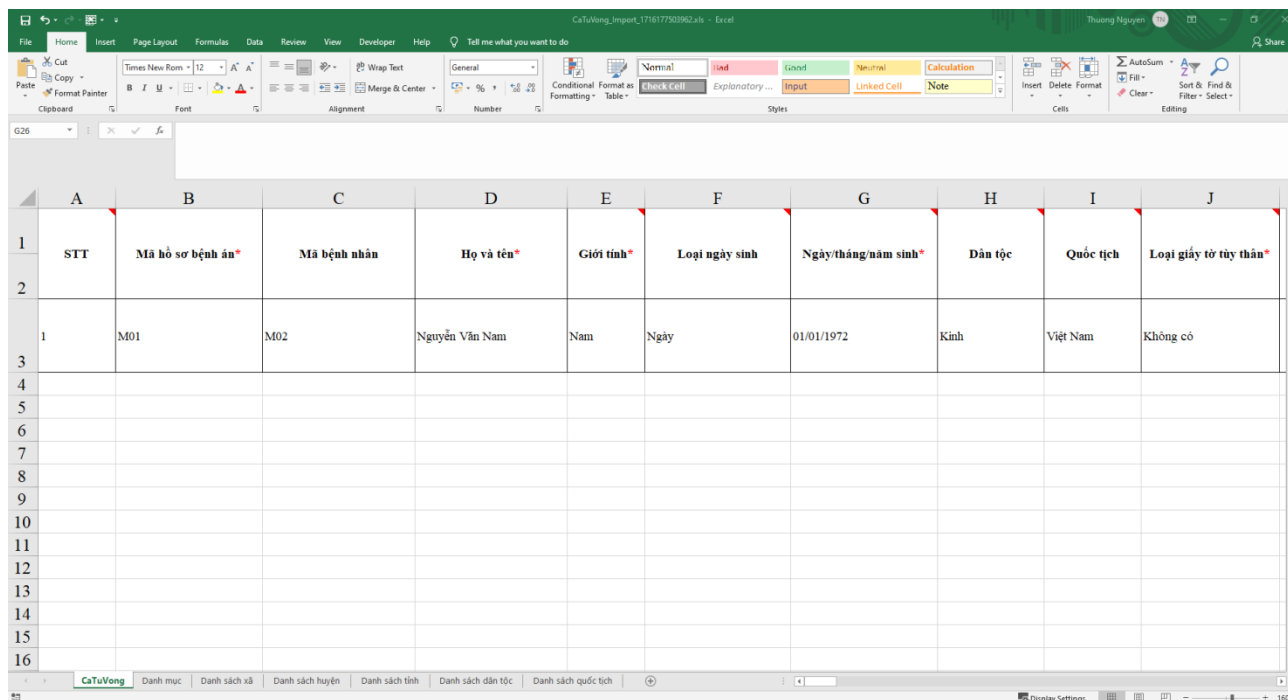 CaTuVong_Import_1716177503962.xls - Excel
Thuong Nguyen TN
File Home Insert Page Layout Formulas Data Review View Developer Help Tell me what you want to do Share
Paste Cut Copy Format Painter
Times New Rom 12
B I U
Wrap Text
Merge & Center
General
$ % ,
Conditional Formatting Format as Table
Normal Bad Good Neutral Calculation
Check Cell Explanatory ... Input Linked Cell Note
Insert Delete Format
AutoSum Fill Clear
Sort & Filter Find & Select
Clipboard Font Alignment Number Styles Cells Editing
G26 fx
A B C D E F G H I J
1
STT Mã hồ sơ bệnh án* Mã bệnh nhân Họ và tên* Giới tính* Loại ngày sinh Ngày/tháng/năm sinh* Dân tộc Quốc tịch Loại giấy tờ tùy thân*
2
1 M01 M02 Nguyễn Văn Nam Nam Ngày 01/01/1972 Kinh Việt Nam Không có
3
4
5
6
7
8
9
10
11
12
13
14
15
16
CaTuVong Danh mục Danh sách xã Danh sách huyện Danh sách tỉnh Danh sách dân tộc Danh sách quốc tịch
Display Settings